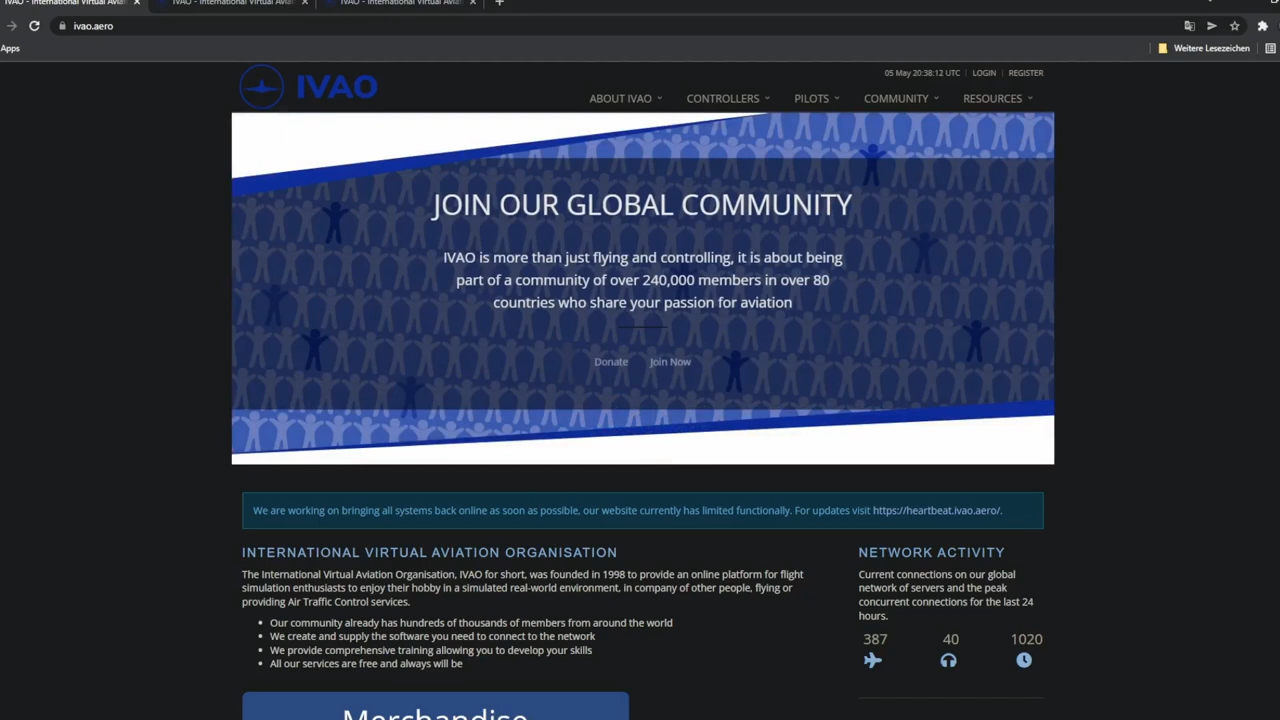 IVAO - International Virtual Aviat
IVAO - International Virtual Aviat
IVAO - International Virtual Aviat
ivao.aero
Apps
Weitere Lesezeichen
IVAO
05 May 20:38:12 UTC | LOGIN | REGISTER
ABOUT IVAO
CONTROLLERS
PILOTS
COMMUNITY
RESOURCES
JOIN OUR GLOBAL COMMUNITY
IVAO is more than just flying and controlling, it is about being
part of a community of over 240,000 members in over 80
countries who share your passion for aviation
Donate
Join Now
We are working on bringing all systems back online as soon as possible, our website currently has limited functionally. For updates visit https://heartbeat.ivao.aero/.
INTERNATIONAL VIRTUAL AVIATION ORGANISATION
The International Virtual Aviation Organisation, IVAO for short, was founded in 1998 to provide an online platform for flight
simulation enthusiasts to enjoy their hobby in a simulated real-world environment, in company of other people, flying or
providing Air Traffic Control services.
• Our community already has hundreds of thousands of members from around the world
• We create and supply the software you need to connect to the network
• We provide comprehensive training allowing you to develop your skills
• All our services are free and always will be
Merchandise
NETWORK ACTIVITY
Current connections on our global
network of servers and the peak
concurrent connections for the last 24
hours.
387
40
1020